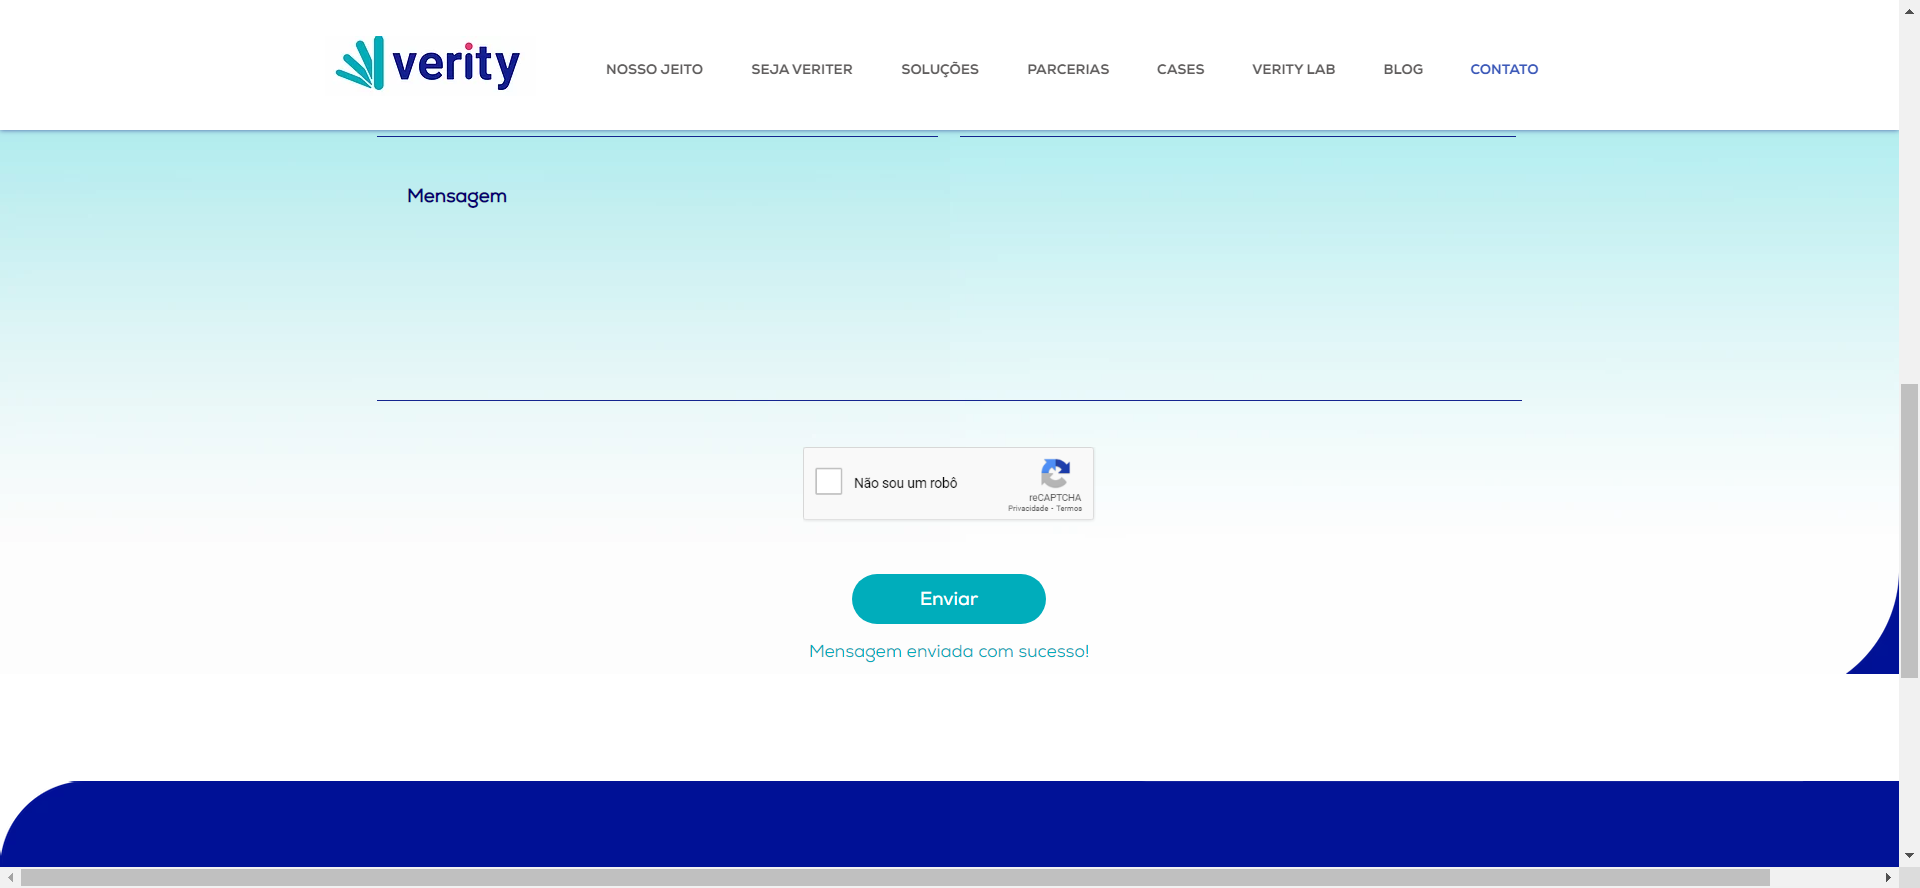 verity
NOSSO JEITO
SEJA VERITER
SOLUÇÕES
PARCERIAS
CASES
VERITY LAB
BLOG
CONTATO
Mensagem
Não sou um robô
reCAPTCHA
Privacidade - Termos
Enviar
Mensagem enviada com sucesso!